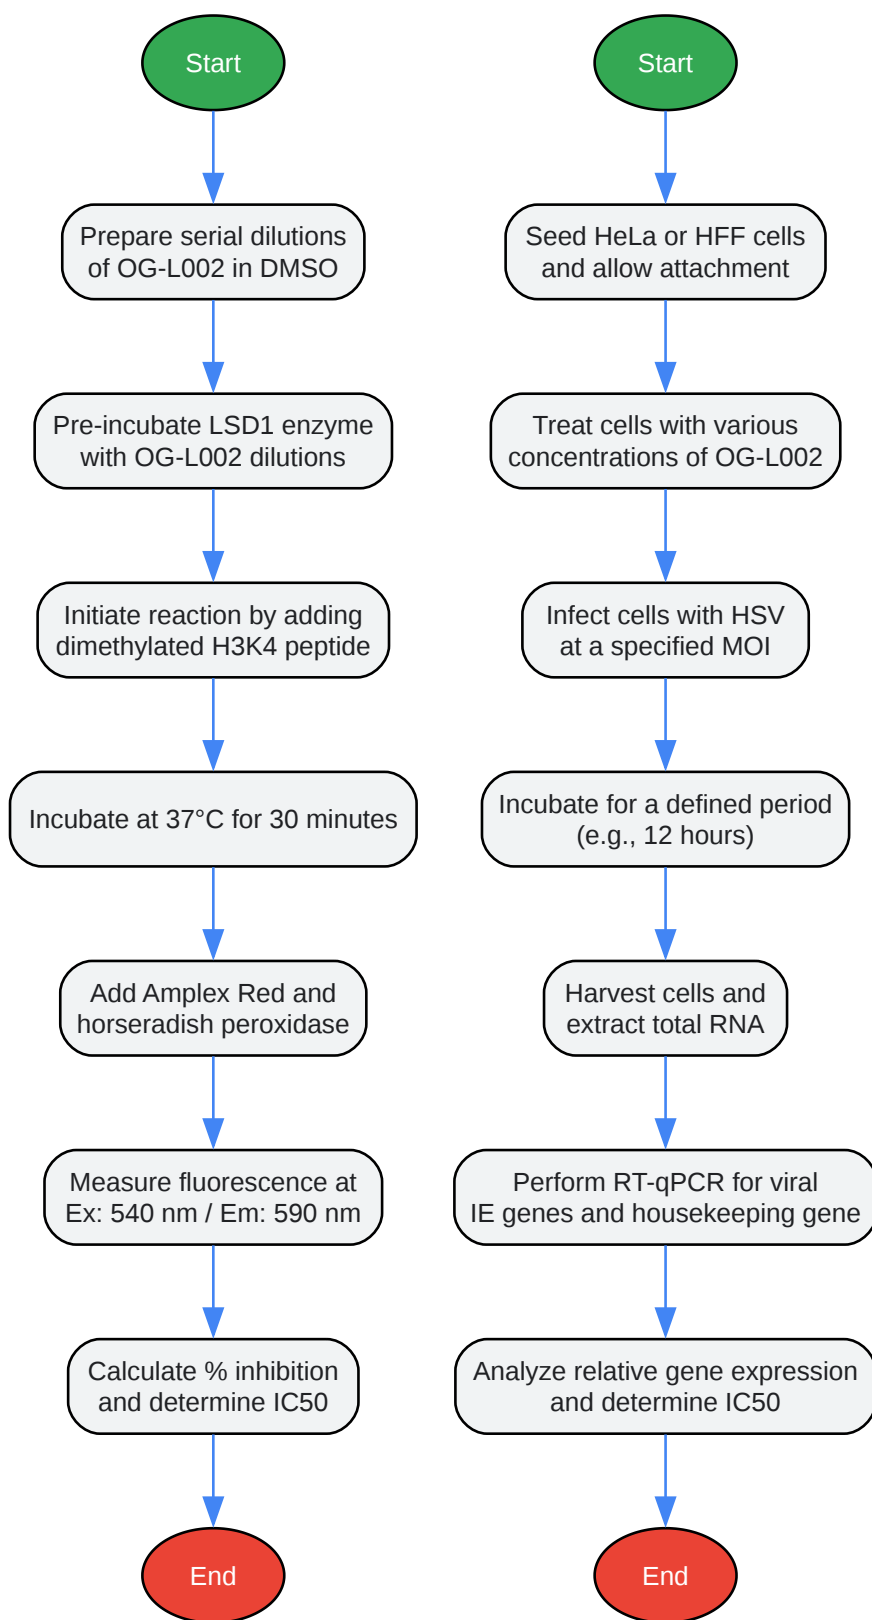 Start
Prepare serial dilutions
of OG-L002 in DMSO
Pre-incubate LSD1 enzyme
with OG-L002 dilutions
Initiate reaction by adding
dimethylated H3K4 peptide
Incubate at 37°C for 30 minutes
Add Amplex Red and
horseradish peroxidase
Measure fluorescence at
Ex: 540 nm / Em: 590 nm
Calculate % inhibition
and determine IC50
End
Start
Seed HeLa or HFF cells
and allow attachment
Treat cells with various
concentrations of OG-L002
Infect cells with HSV
at a specified MOI
Incubate for a defined period
(e.g., 12 hours)
Harvest cells and
extract total RNA
Perform RT-qPCR for viral
IE genes and housekeeping gene
Analyze relative gene expression
and determine IC50
End